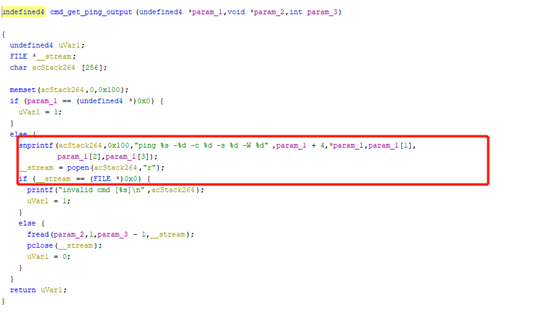 undefined4 cmd_get_ping_output(undefined4 *param_1,void *param_2,int param_3)
{
undefined4 uVar1;
FILE *__stream;
char acStack264 [256];
memset(acStack264,0,0x100);
if (param_1 == (undefined4 *)0x0) {
uVar1 = 1;
}
else {
snprintf(acStack264,0x100,"ping %s -%d -c %d -s %d -W %d",param_1 + 4,*param_1,param_1[1],
param_1[2],param_1[3]);
__stream = popen(acStack264,"r");
if (__stream == (FILE *)0x0) {
printf("invalid cmd [%s]\n",acStack264);
uVar1 = 1;
}
else {
fread(param_2,1,param_3 - 1,__stream);
pclose(__stream);
uVar1 = 0;
}
}
return uVar1;
}